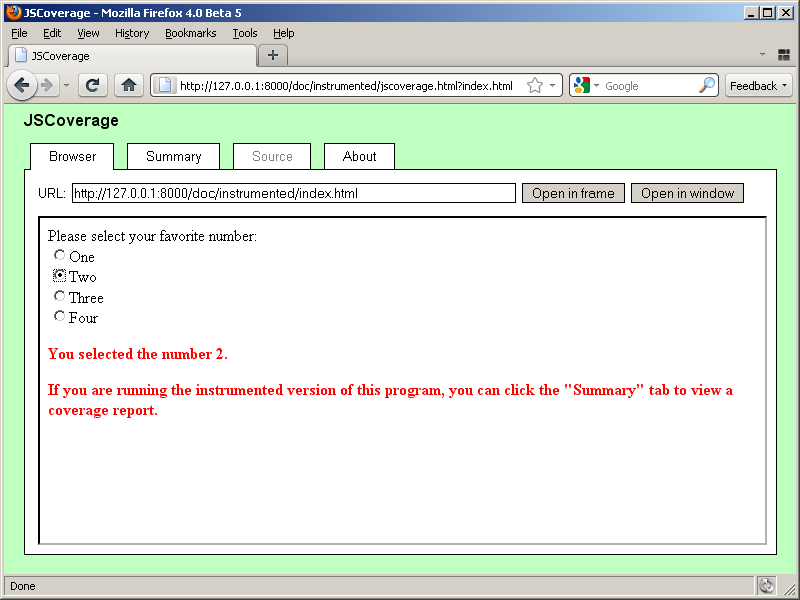 JSCoverage - Mozilla Firefox 4.0 Beta 5
File Edit View History Bookmarks Tools Help
JSCoverage
http://127.0.0.1:8000/doc/instrumented/jscoverage.html?index.html Google Feedback
JSCoverage
Browser Summary Source About
URL: http://127.0.0.1:8000/doc/instrumented/index.html Open in frame Open in window
Please select your favorite number:
One
Two
Three
Four
You selected the number 2.
If you are running the instrumented version of this program, you can click the "Summary" tab to view a
coverage report.
Done